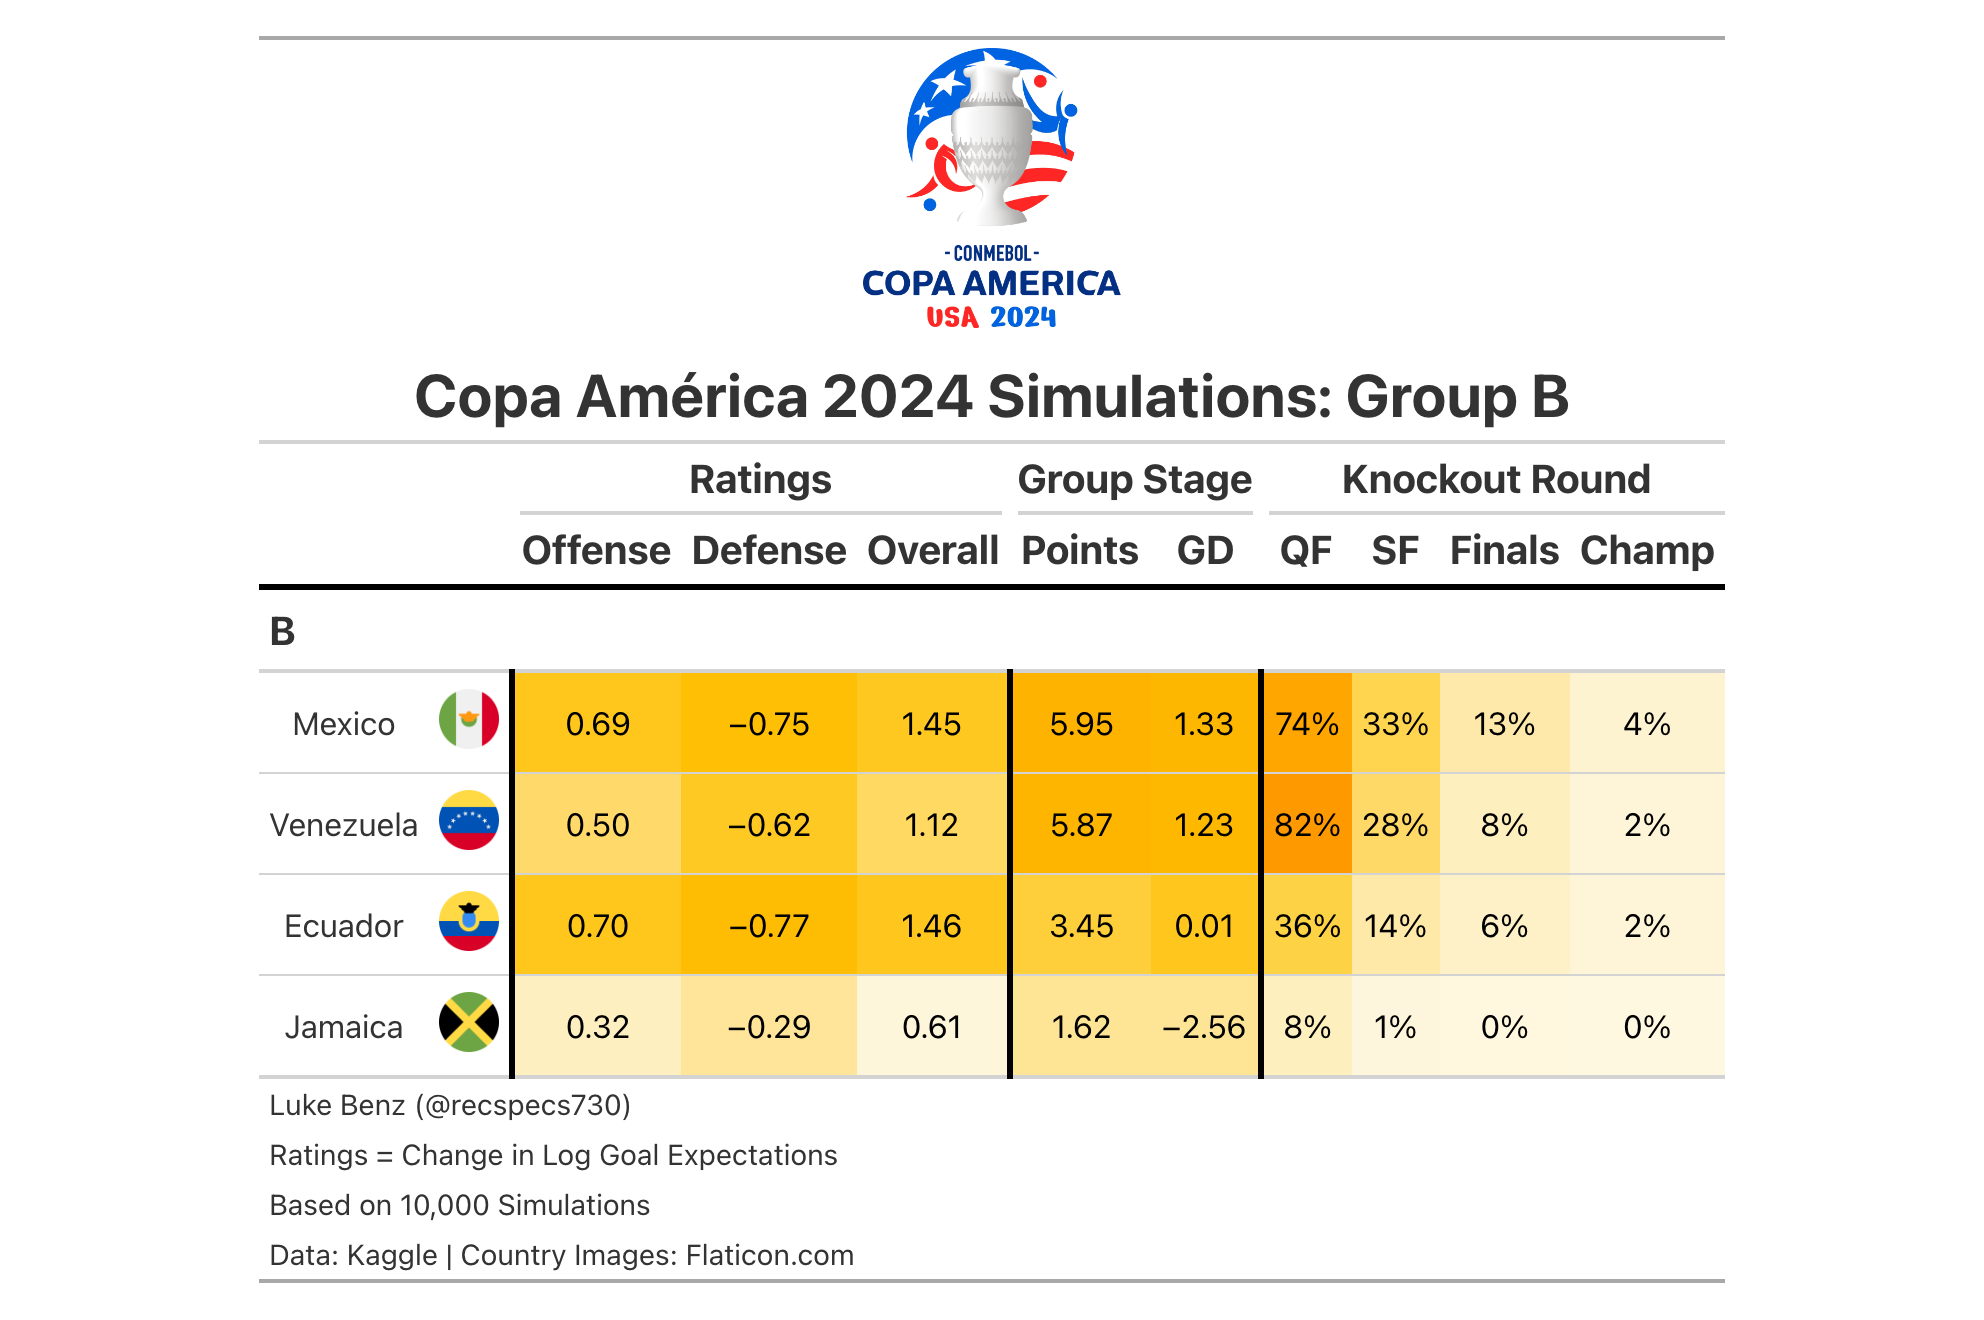 - CONMEBOL -
COPA AMERICA
USA 2024
Copa América 2024 Simulations: Group B
Ratings Group Stage Knockout Round
Offense Defense Overall Points GD QF SF Finals Champ
B
Mexico 0.69 −0.75 1.45 5.95 1.33 74% 33% 13% 4%
Venezuela 0.50 −0.62 1.12 5.87 1.23 82% 28% 8% 2%
Ecuador 0.70 −0.77 1.46 3.45 0.01 36% 14% 6% 2%
Jamaica 0.32 −0.29 0.61 1.62 −2.56 8% 1% 0% 0%
Luke Benz (@recspecs730)
Ratings = Change in Log Goal Expectations
Based on 10,000 Simulations
Data: Kaggle | Country Images: Flaticon.com